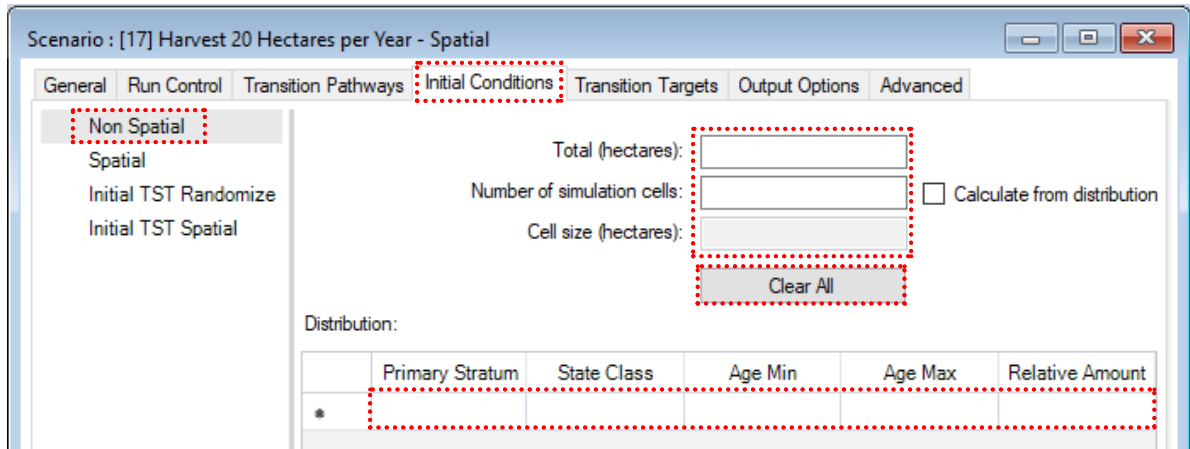 Scenario : [17] Harvest 20 Hectares per Year - Spatial
General Run Control Transition Pathways Initial Conditions Transition Targets Output Options Advanced
Non Spatial
Spatial
Initial TST Randomize
Initial TST Spatial
Total (hectares):
Number of simulation cells: Calculate from distribution
Cell size (hectares):
Clear All
Distribution:
Primary Stratum State Class Age Min Age Max Relative Amount
*